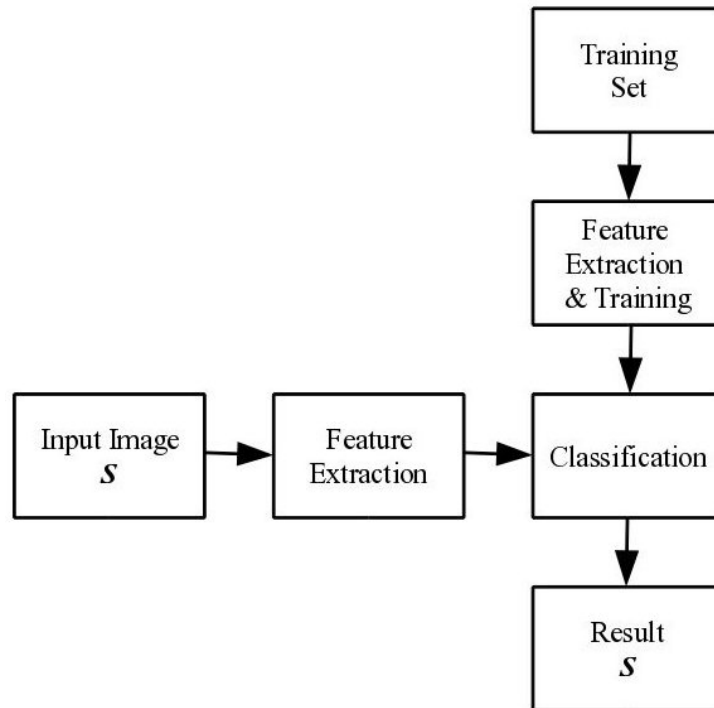 Training
Set
Feature
Extraction
& Training
Input Image
S
Feature
Extraction
Classification
Result
S